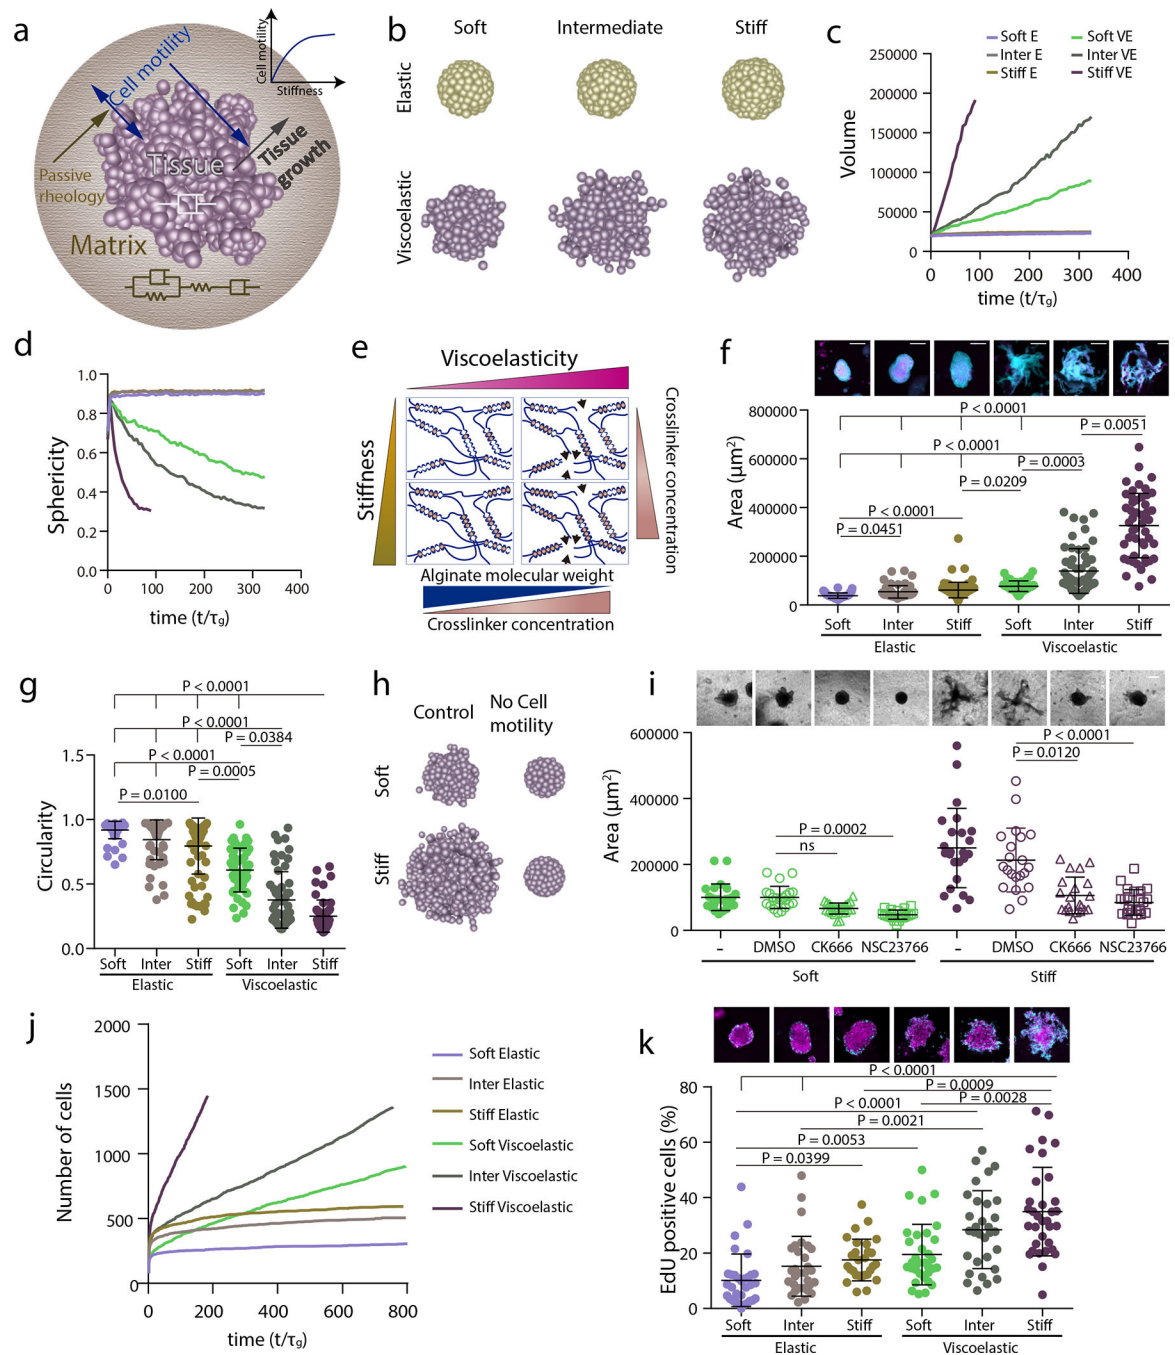 a
Cell motility
Stiffness
Cell motility
Tissue
Tissue
growth
Passive
rheology
Matrix
b
Soft
Intermediate
Stiff
Elastic
Viscoelastic
c
Soft E
Soft VE
Inter E
Inter VE
Stiff E
Stiff VE
250000
200000
150000
100000
50000
0
Volume
0
100
200
300
400
time (t/τg)
d
1.0
0.8
0.6
0.4
0.2
0.0
Sphericity
0
100
200
300
400
time (t/τg)
e
Viscoelasticity
Stiffness
Crosslinker concentration
Alginate molecular weight
Crosslinker concentration
f
800000
600000
400000
200000
0
Area (µm²)
P < 0.0001
P = 0.0051
P < 0.0001
P = 0.0003
P = 0.0209
P < 0.0001
P = 0.0451
Soft
Inter
Stiff
Soft
Inter
Stiff
Elastic
Viscoelastic
g
P < 0.0001
P < 0.0001
P = 0.0384
P < 0.0001
P = 0.0005
P = 0.0100
1.5
1.0
0.5
0.0
Circularity
Soft
Inter
Stiff
Soft
Inter
Stiff
Elastic
Viscoelastic
h
Control
No Cell
motility
Soft
Stiff
i
600000
400000
200000
0
Area (µm²)
P < 0.0001
P = 0.0120
P = 0.0002
ns
–
DMSO
CK666
NSC23766
–
DMSO
CK666
NSC23766
Soft
Stiff
j
2000
1500
1000
500
0
Number of cells
0
200
400
600
800
time (t/τg)
Soft Elastic
Inter Elastic
Stiff Elastic
Soft Viscoelastic
Inter Viscoelastic
Stiff Viscoelastic
k
P < 0.0001
P = 0.0009
P < 0.0001
P = 0.0028
P = 0.0021
P = 0.0053
P = 0.0399
80
60
40
20
0
EdU positive cells (%)
Soft
Inter
Stiff
Soft
Inter
Stiff
Elastic
Viscoelastic